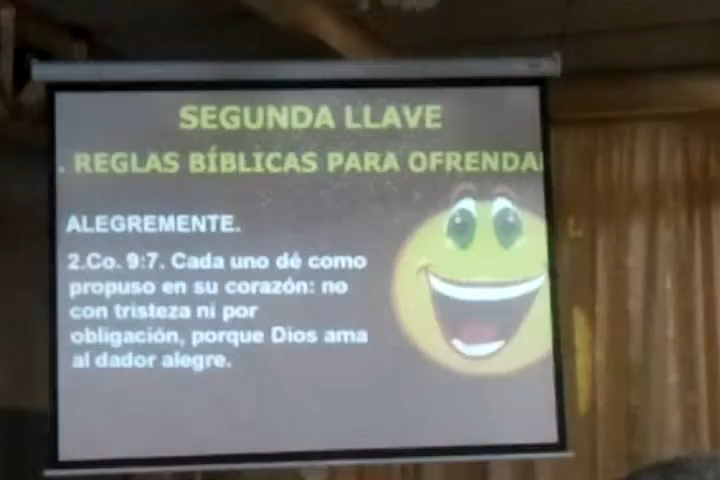 SEGUNDA LLAVE
. REGLAS BÍBLICAS PARA OFRENDA
ALEGREMENTE.
2.Co. 9:7. Cada uno dé como
propuso en su corazón: no
con tristeza ni por
obligación, porque Dios ama
al dador alegre.